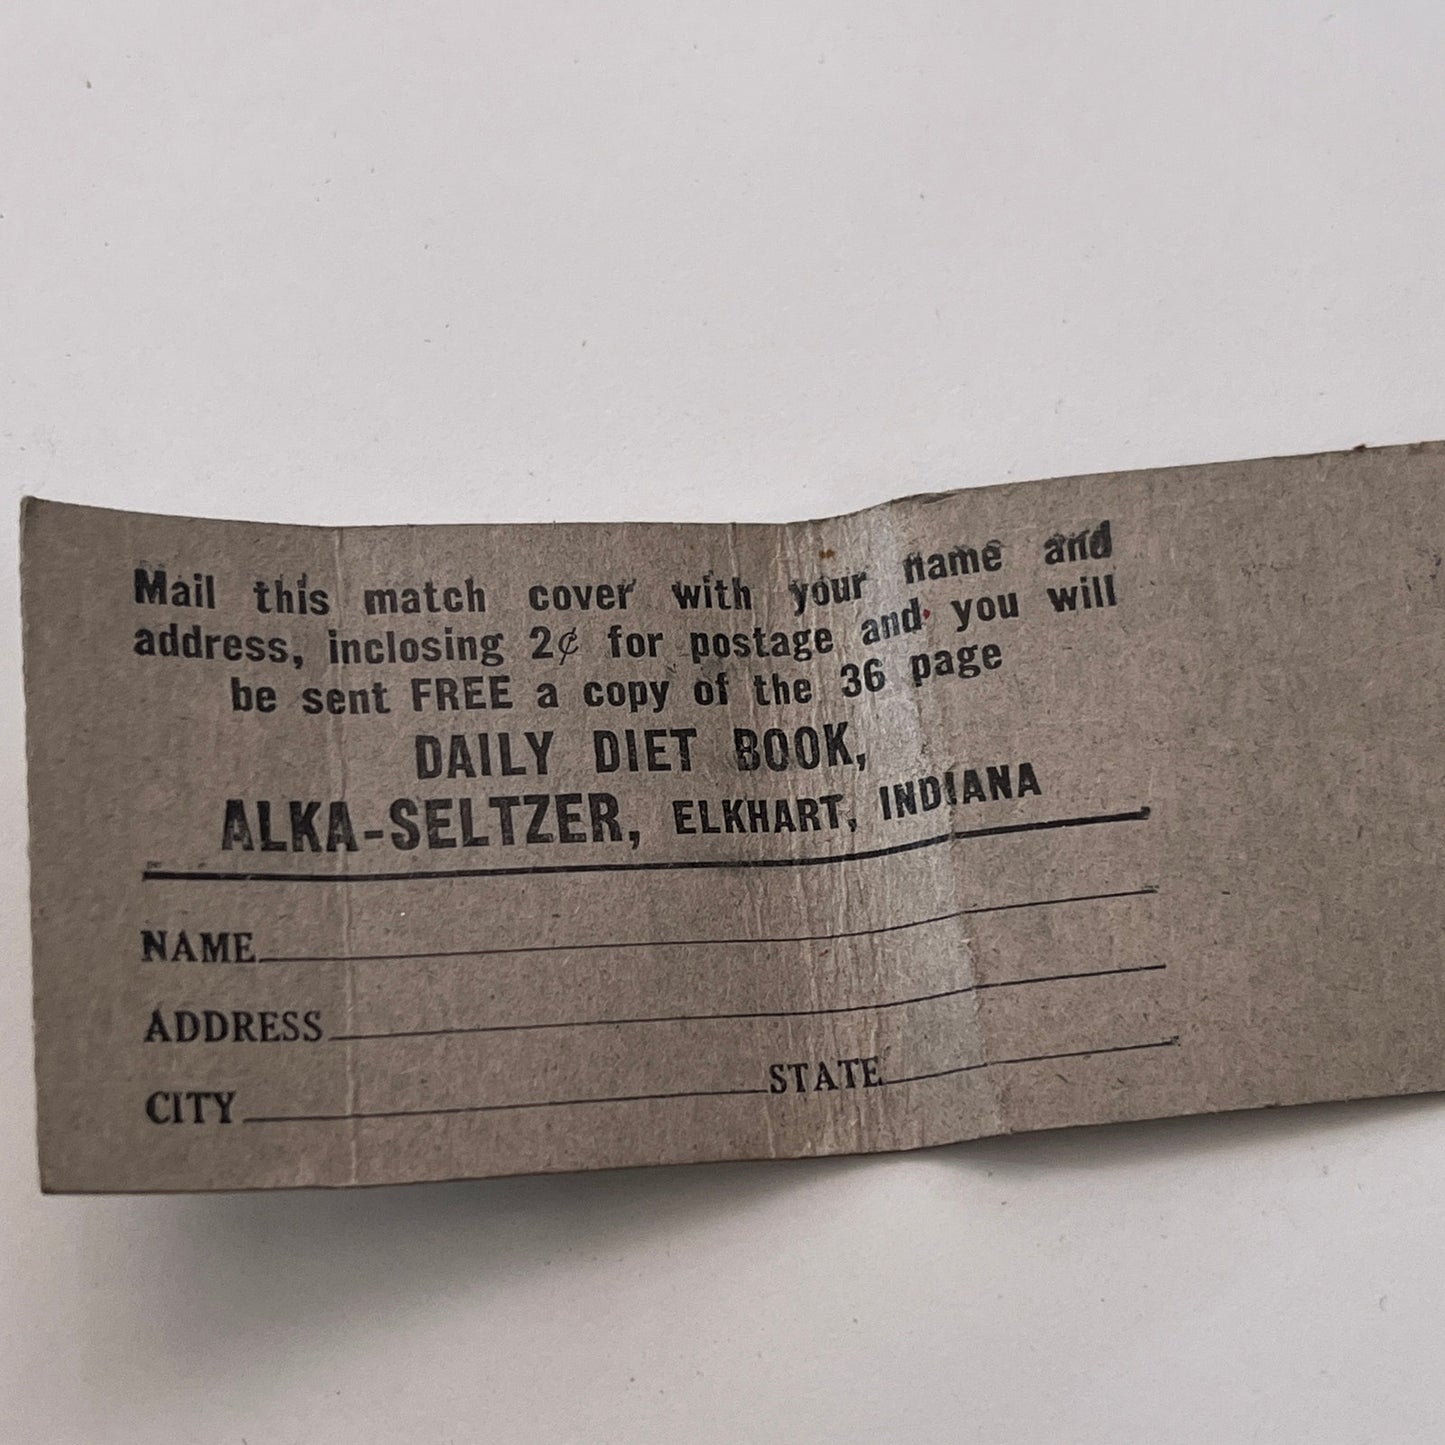 Mail this match cover with your name and
address, inclosing 2¢ for postage and you will
be sent FREE a copy of the 36 page
DAILY DIET BOOK,
ALKA-SELTZER, ELKHART, INDIANA
NAME
ADDRESS
CITY STATE